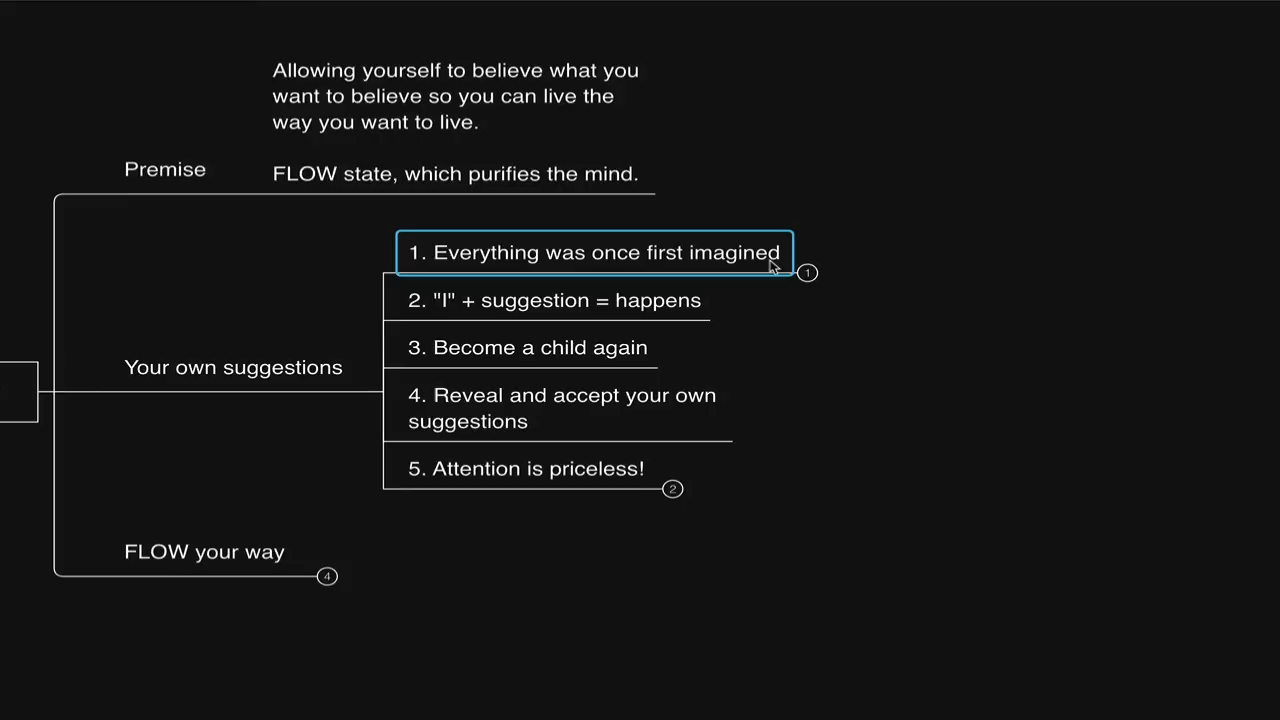 Allowing yourself to believe what you
want to believe so you can live the
way you want to live.
Premise
FLOW state, which purifies the mind.
1. Everything was once first imagined
1
2. "I" + suggestion = happens
3. Become a child again
Your own suggestions
4. Reveal and accept your own
suggestions
5. Attention is priceless!
2
FLOW your way
4